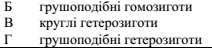 Б грушоподібні гомозиготи
В круглі гетерозиготи
Г грушоподібні гетерозиготи